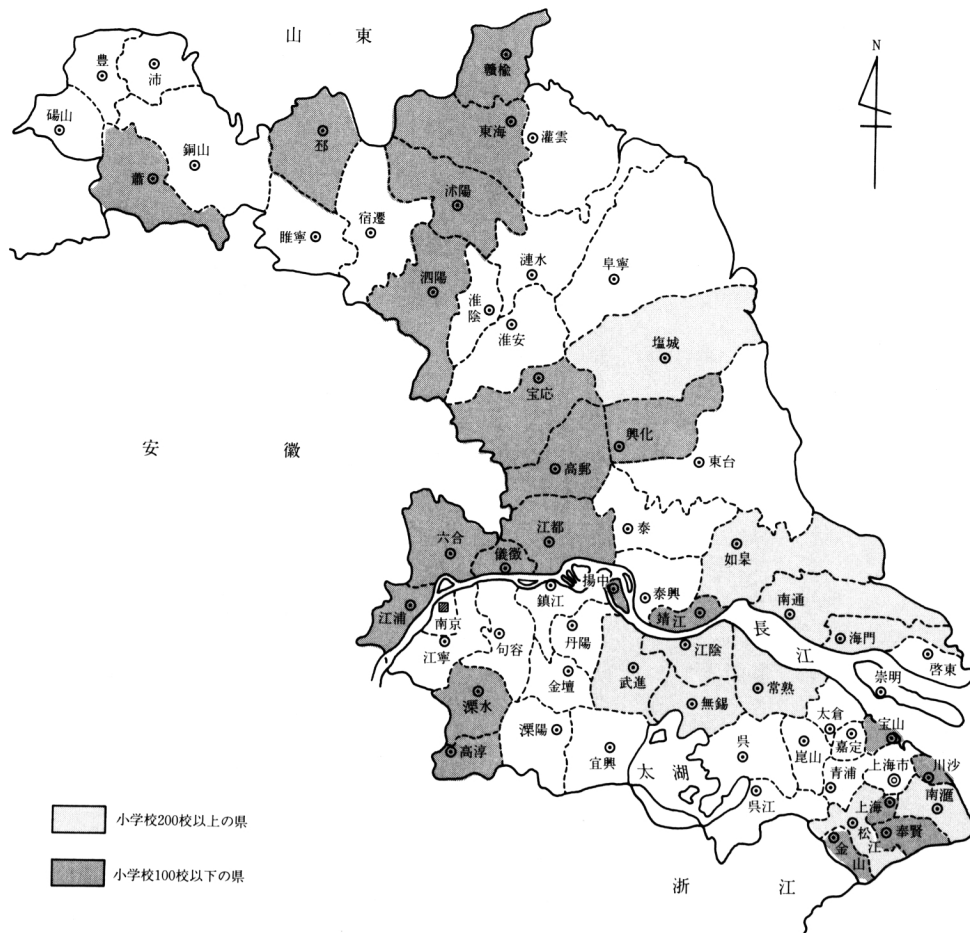 山東
N
豊
沛
碭山
銅山
蕭
邳
睢寧
宿遷
贛楡
東海
灌雲
沭陽
泗陽
淮陰
漣水
淮安
阜寧
塩城
宝応
興化
高郵
東台
安徽
六合
儀徴
江都
泰
如皋
江浦
南京
江寧
鎮江
揚中
泰興
靖江
南通
海門
啓東
長江
崇明
句容
丹陽
金壇
武進
江陰
無錫
常熟
溧水
高淳
溧陽
宜興
太湖
呉
呉江
崑山
太倉
嘉定
宝山
青浦
上海市
川沙
上海
南滙
松江
奉賢
金山
浙江
小学校200校以上の県
小学校100校以下の県